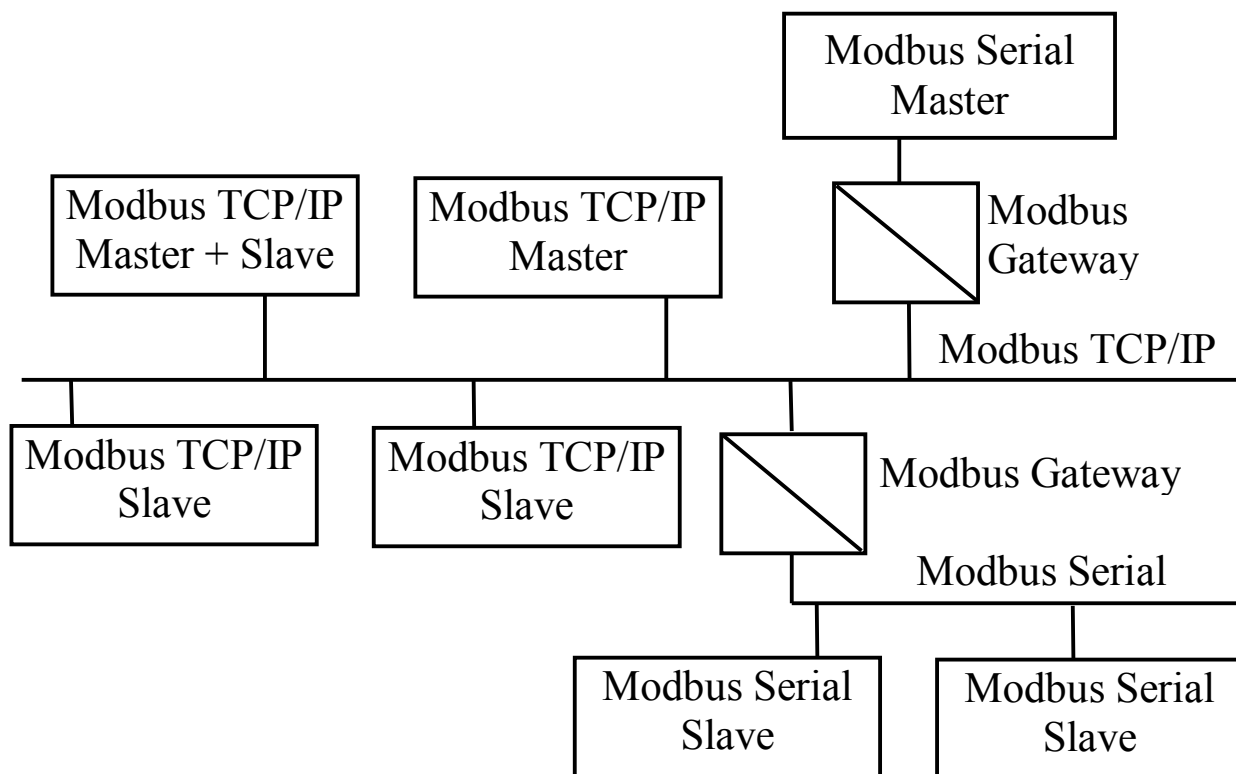 Modbus Serial
Master
Modbus TCP/IP
Master + Slave
Modbus TCP/IP
Master
Modbus
Gateway
Modbus TCP/IP
Modbus TCP/IP
Slave
Modbus TCP/IP
Slave
Modbus Gateway
Modbus Serial
Modbus Serial
Slave
Modbus Serial
Slave